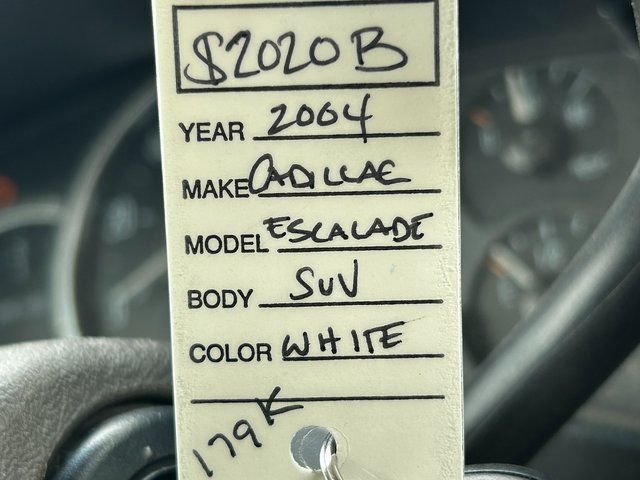 $2020B
YEAR 2004
MAKE CADILLAC
MODEL ESCALADE
BODY SUV
COLOR WHITE
179K